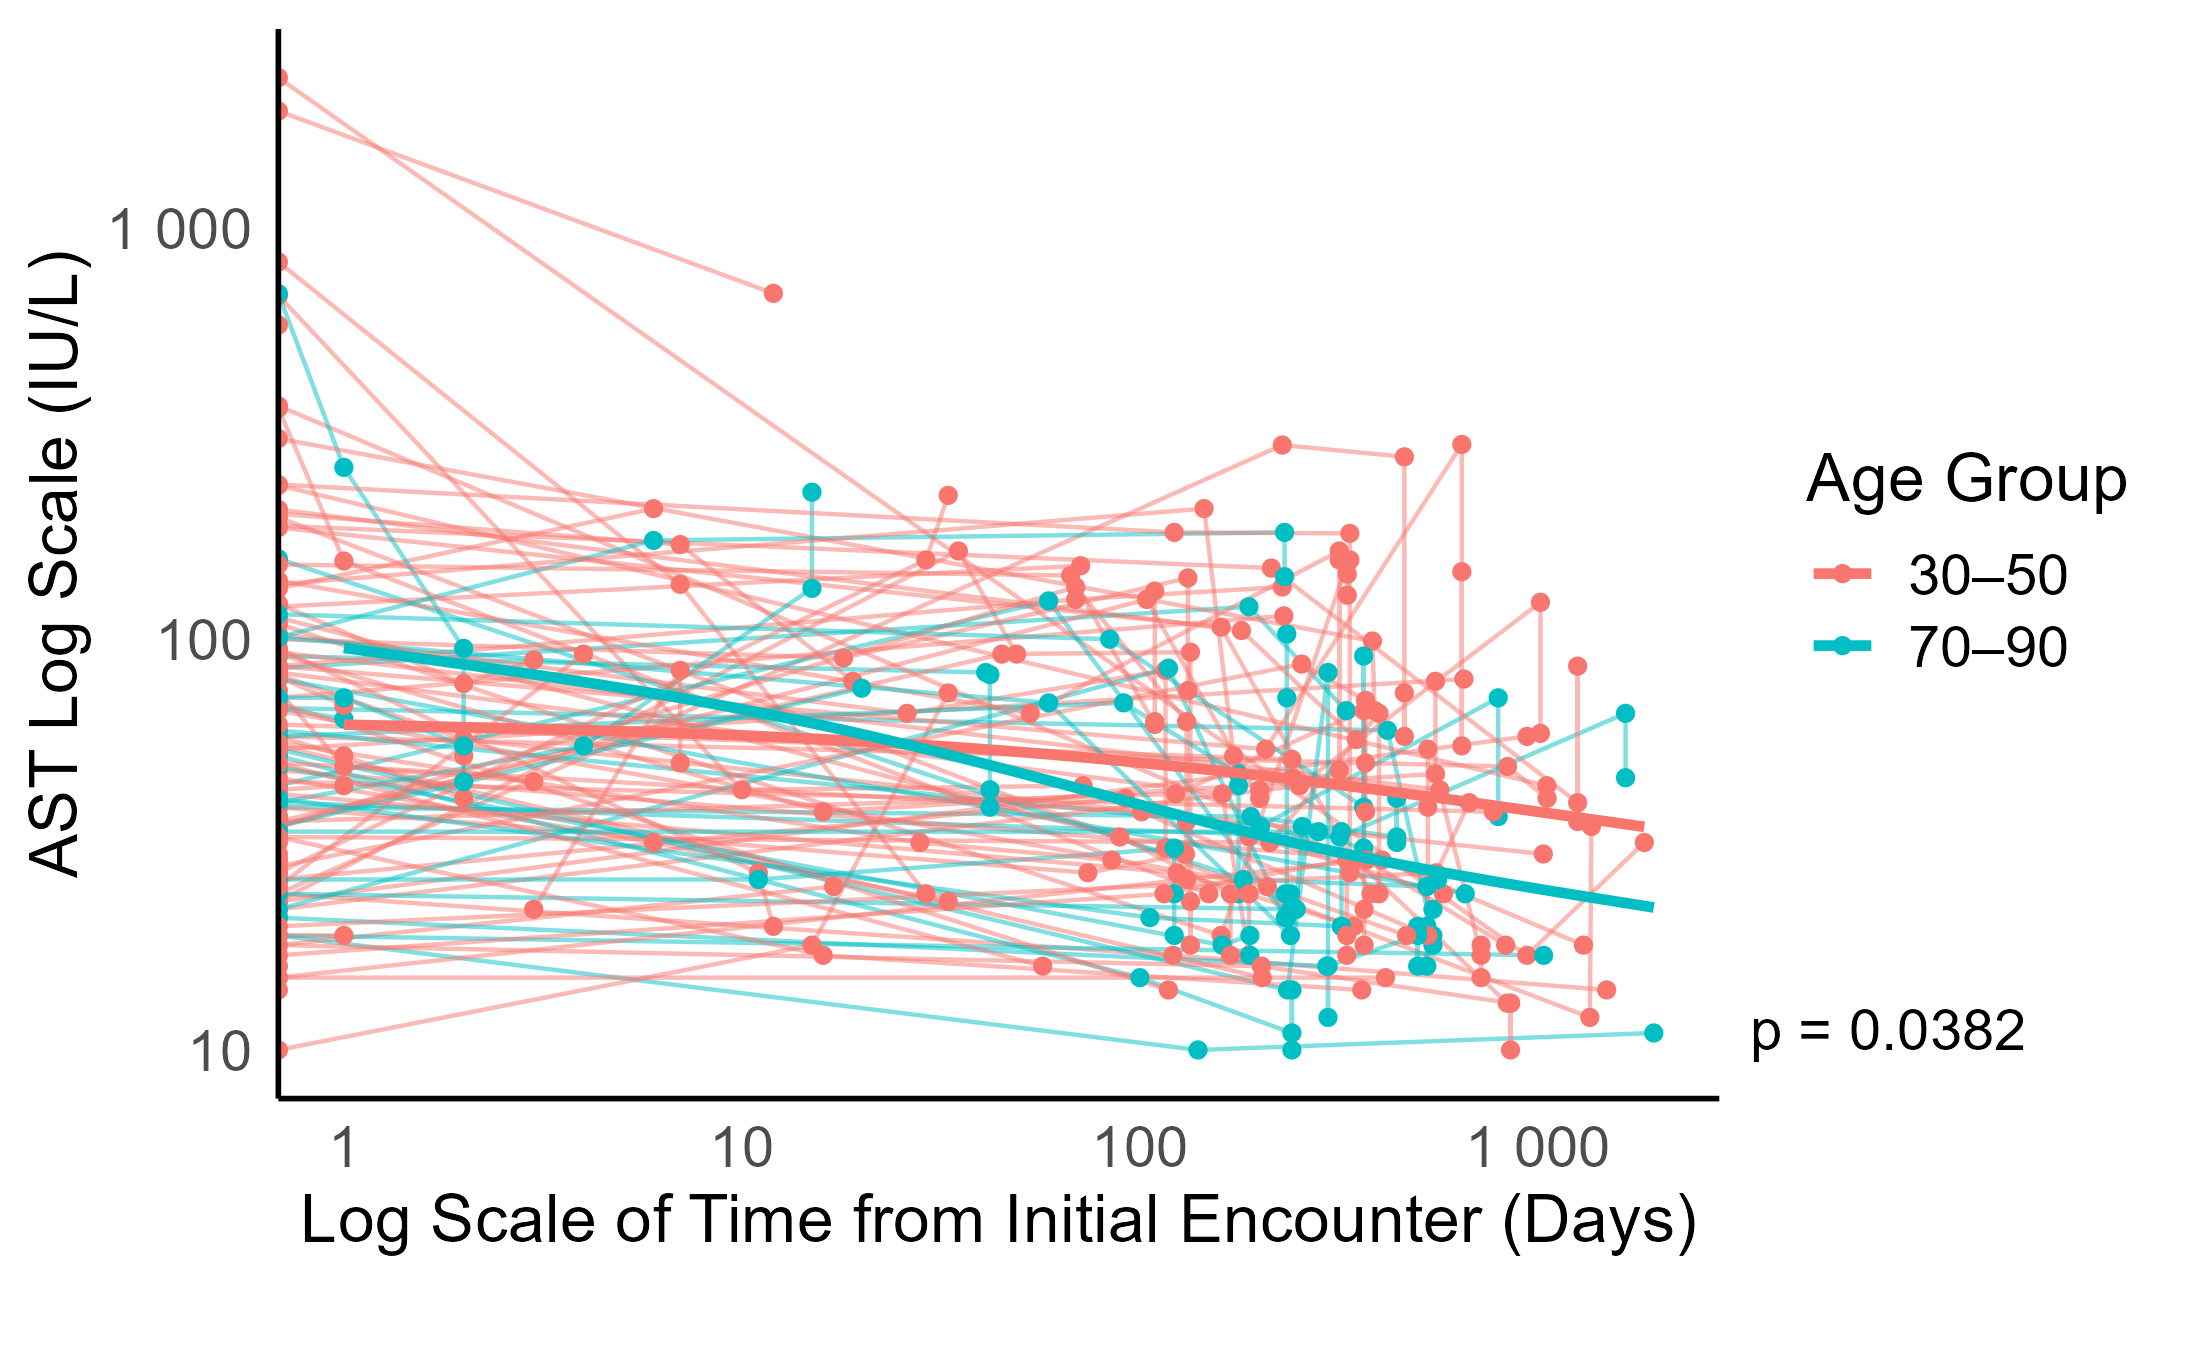 AST Log Scale (IU/L)
1 000
100
10
1
10
100
1 000
Log Scale of Time from Initial Encounter (Days)
Age Group
30–50
70–90
p = 0.0382